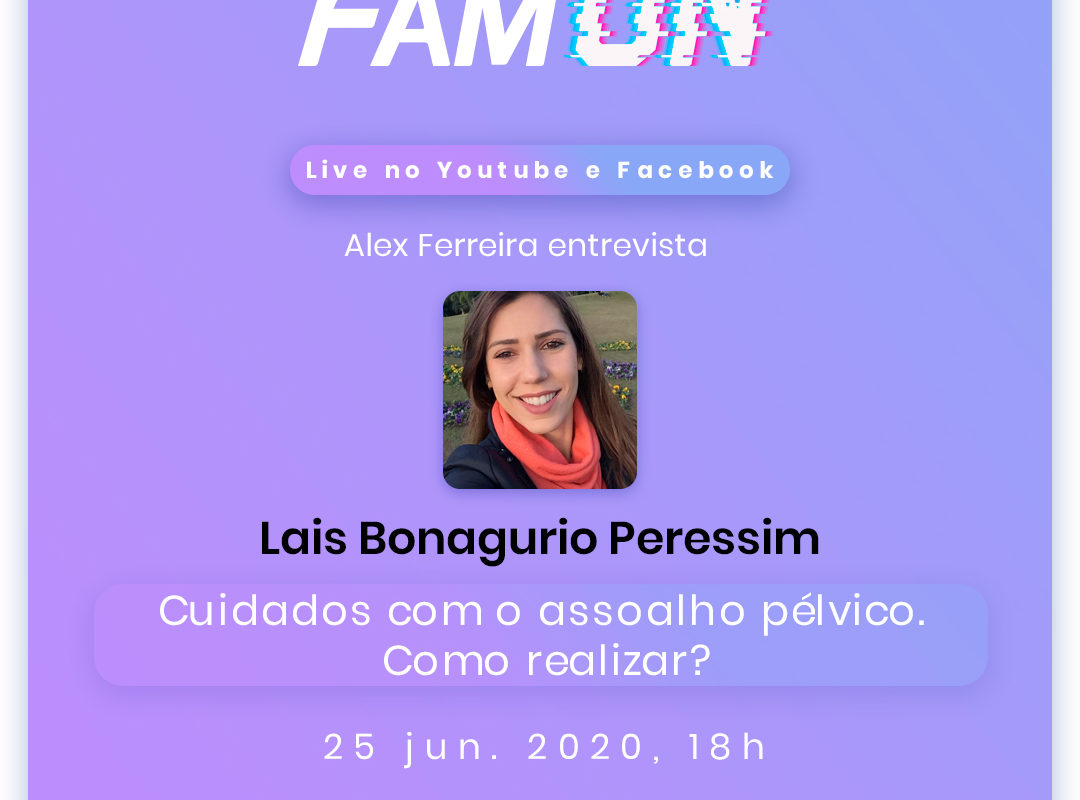 FAMON
Live no Youtube e Facebook
Alex Ferreira entrevista
Lais Bonagurio Peressim
Cuidados com o assoalho pélvico.
Como realizar?
25 jun. 2020, 18h